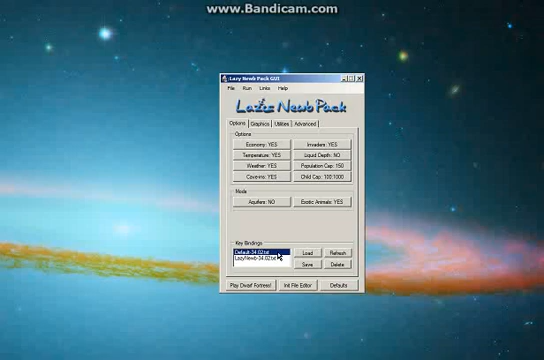 www.Bandicam.com
Lazy Newb Pack GUI
File Run Links Help
Lazy Newb Pack
Options Graphics Utilities Advanced
Options
Economy: YES Invaders: YES
Temperature: YES Liquid Depth: NO
Weather: YES Population Cap: 150
Cave-ins: YES Child Cap: 100:1000
Mods
Aquifers: NO Exotic Animals: YES
Key Bindings
Default-34.02.txt Load Refresh
LazyNewb-34.02.txt Save Delete
Play Dwarf Fortress! Init File Editor Defaults